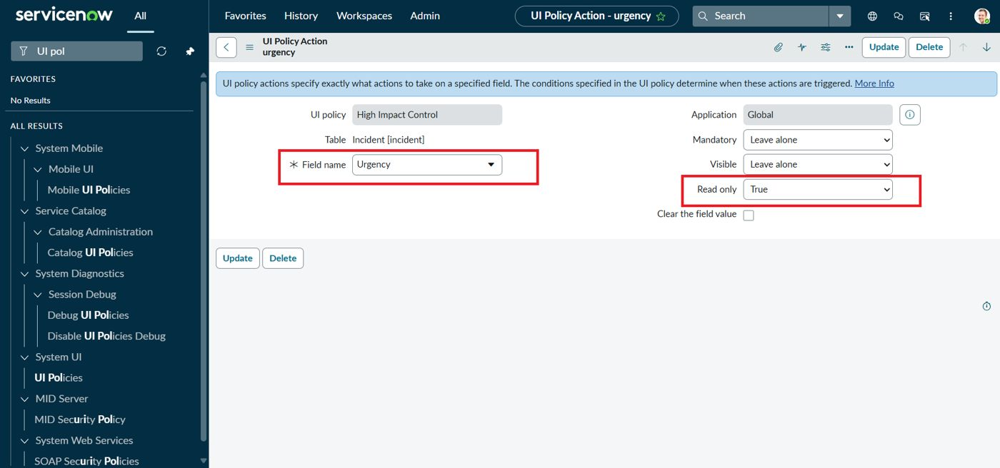 servicenow
All
Favorites
History
Workspaces
Admin
UI Policy Action - urgency
Search
UI pol
FAVORITES
No Results
ALL RESULTS
System Mobile
Mobile UI
Mobile UI Policies
Service Catalog
Catalog Administration
Catalog UI Policies
System Diagnostics
Session Debug
Debug UI Policies
Disable UI Policies Debug
System UI
UI Policies
MID Server
MID Security Policy
System Web Services
SOAP Security Policies
UI Policy Action
urgency
Update
Delete
UI policy actions specify exactly what actions to take on a specified field. The conditions specified in the UI policy determine when these actions are triggered. More Info
UI policy High Impact Control
Table Incident [incident]
Field name Urgency
Application Global
Mandatory Leave alone
Visible Leave alone
Read only True
Clear the field value
Update
Delete